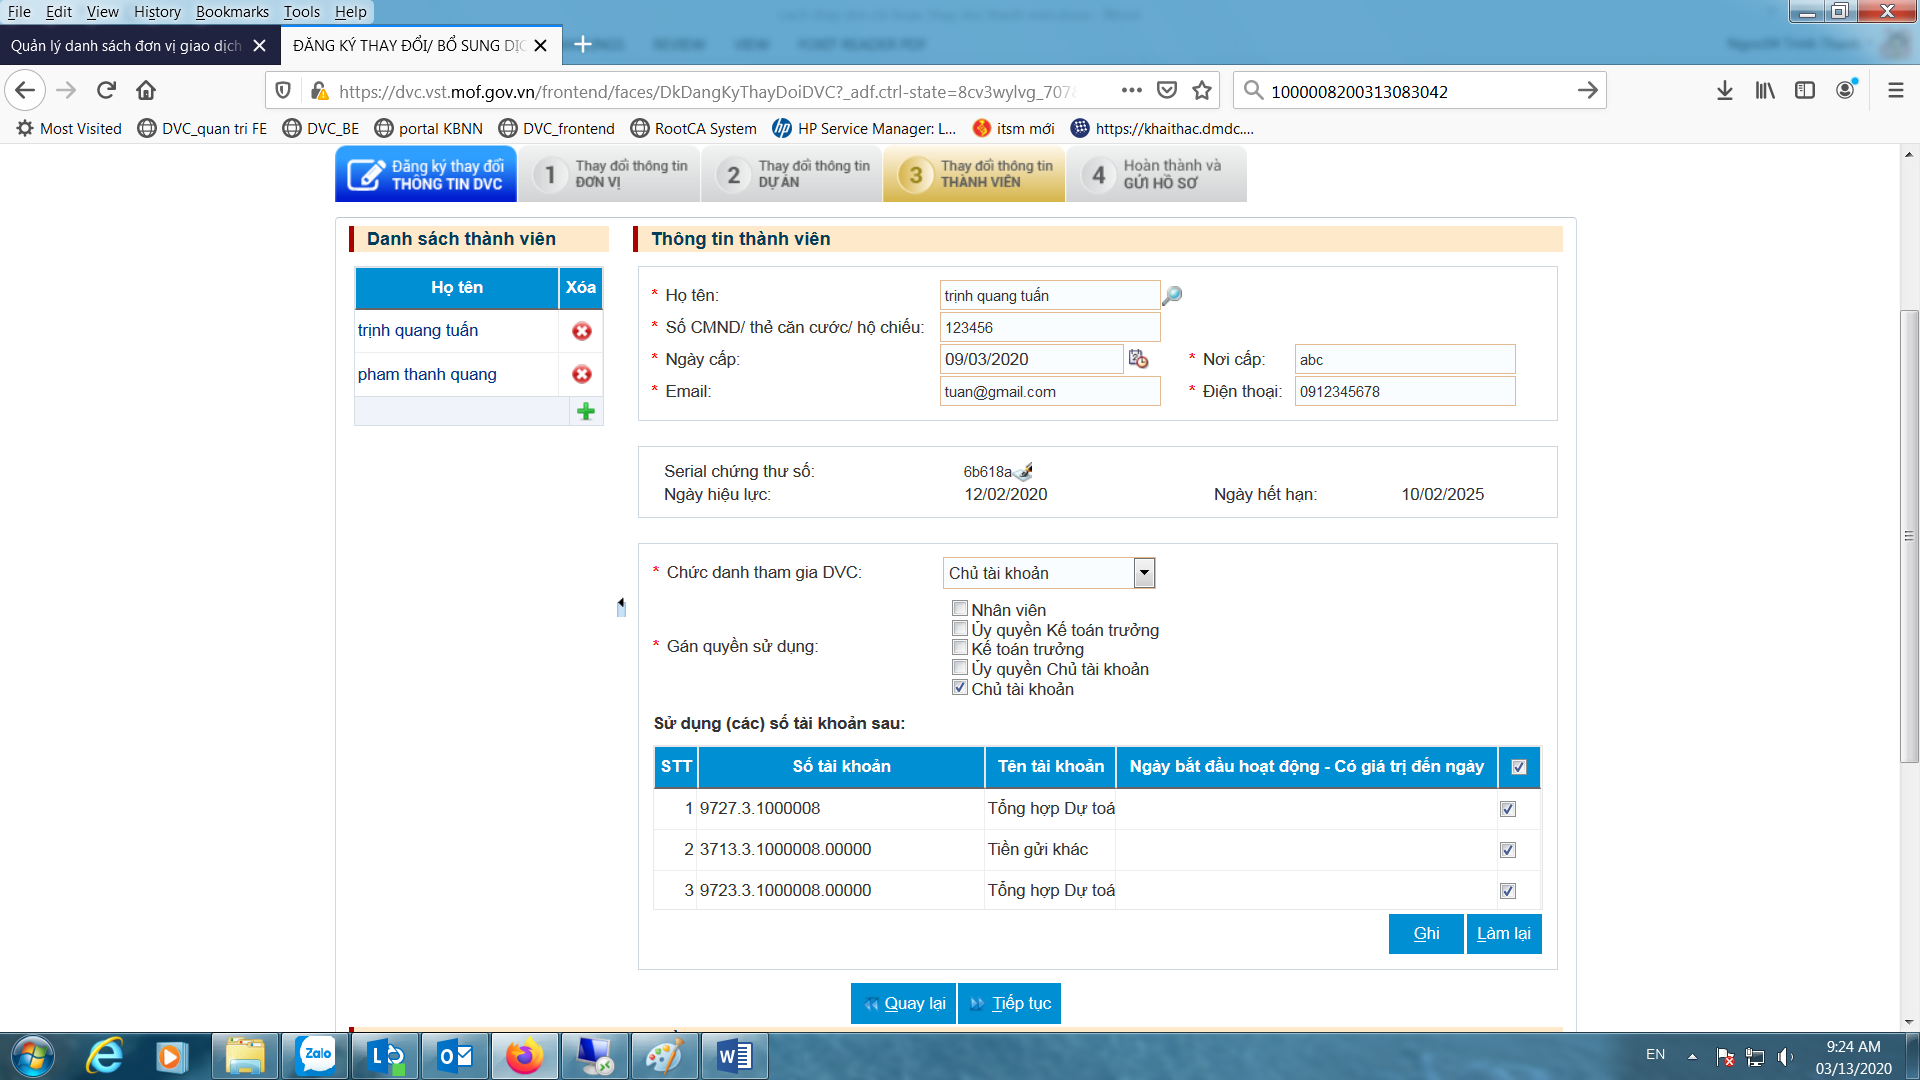 File Edit View History Bookmarks Tools Help
Quản lý danh sách đơn vị giao dịch
ĐĂNG KÝ THAY ĐỔI/ BỔ SUNG DỊC
https://dvc.vst.mof.gov.vn/frontend/faces/DkDangKyThayDoiDVC?_adf.ctrl-state=8cv3wylvg_707
1000008200313083042
Most Visited DVC_quan tri FE DVC_BE portal KBNN DVC_frontend RootCA System HP Service Manager: L... itsm mới https://khaithac.dmdc....
Đăng ký thay đổi
THÔNG TIN DVC
1 Thay đổi thông tin
ĐƠN VỊ
2 Thay đổi thông tin
DỰ ÁN
3 Thay đổi thông tin
THÀNH VIÊN
4 Hoàn thành và
GỬI HỒ SƠ
Danh sách thành viên
Họ tên Xóa
trịnh quang tuấn
pham thanh quang
Thông tin thành viên
* Họ tên: trịnh quang tuấn
* Số CMND/ thẻ căn cước/ hộ chiếu: 123456
* Ngày cấp: 09/03/2020 * Nơi cấp: abc
* Email: tuan@gmail.com * Điện thoại: 0912345678
Serial chứng thư số: 6b618a
Ngày hiệu lực: 12/02/2020 Ngày hết hạn: 10/02/2025
* Chức danh tham gia DVC: Chủ tài khoản
* Gán quyền sử dụng:
Nhân viên
Ủy quyền Kế toán trưởng
Kế toán trưởng
Ủy quyền Chủ tài khoản
Chủ tài khoản
Sử dụng (các) số tài khoản sau:
STT Số tài khoản Tên tài khoản Ngày bắt đầu hoạt động - Có giá trị đến ngày
1 9727.3.1000008 Tổng hợp Dự toá
2 3713.3.1000008.00000 Tiền gửi khác
3 9723.3.1000008.00000 Tổng hợp Dự toá
Ghi Làm lại
Quay lại Tiếp tục
Zalo
EN
9:24 AM
03/13/2020